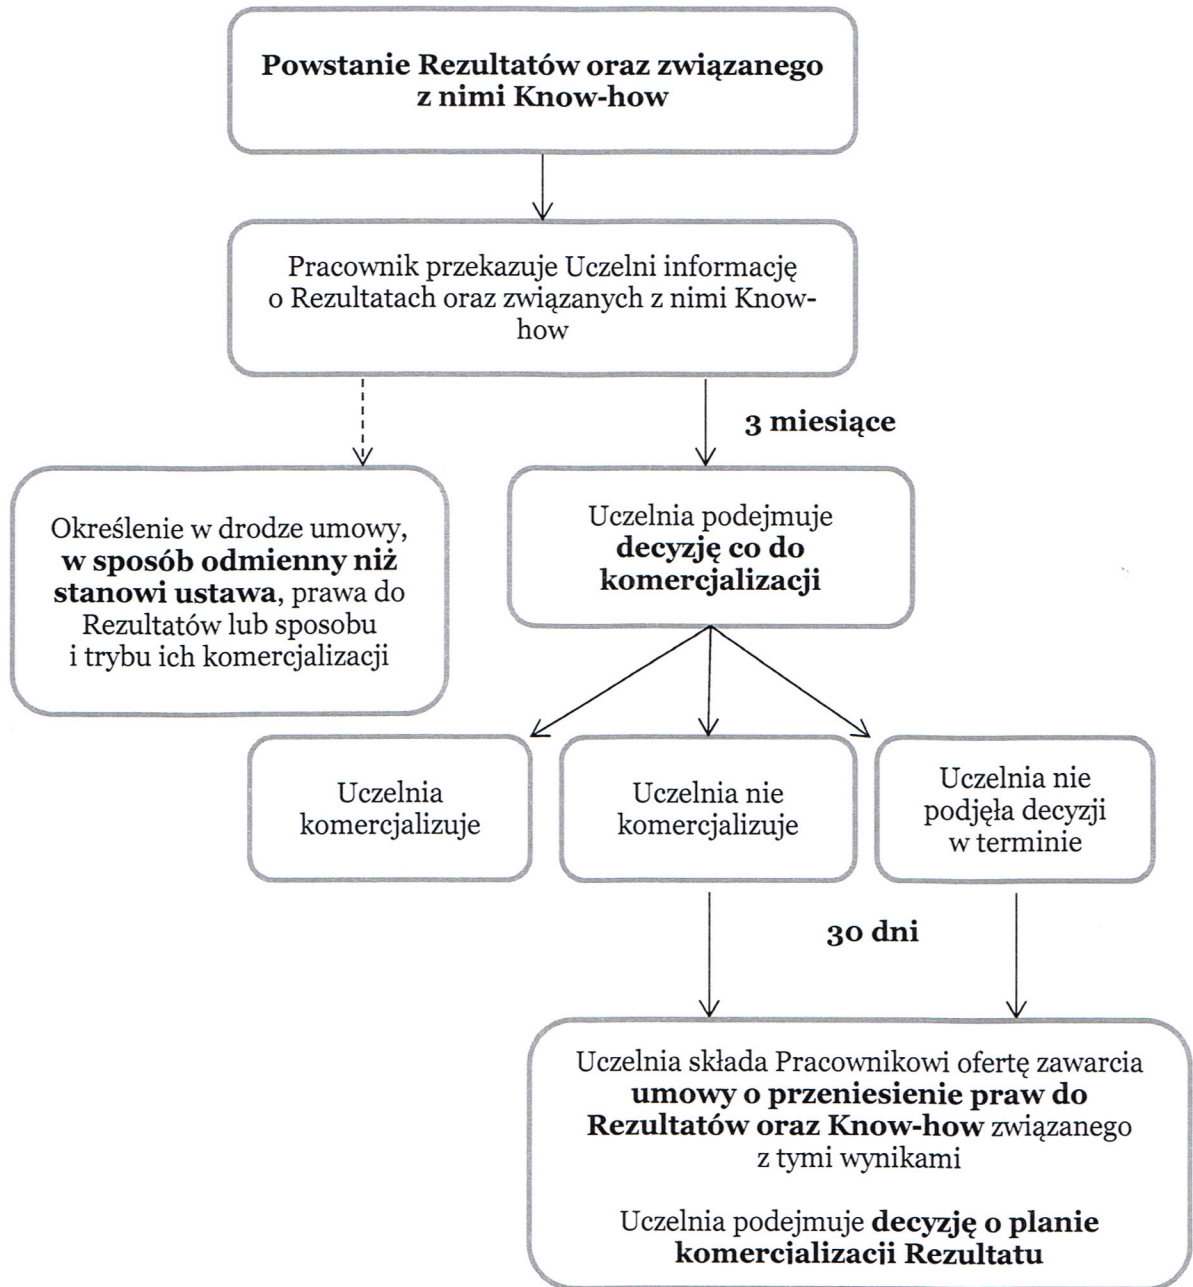 Powstanie Rezultatów oraz związanego
z nimi Know-how
Pracownik przekazuje Uczelni informację
o Rezultatach oraz związanych z nimi Know-
how
3 miesiące
Określenie w drodze umowy,
w sposób odmienny niż
stanowi ustawa, prawa do
Rezultatów lub sposobu
i trybu ich komercjalizacji
Uczelnia podejmuje
decyzję co do
komercjalizacji
Uczelnia
komercjalizuje
Uczelnia nie
komercjalizuje
Uczelnia nie
podjęła decyzji
w terminie
30 dni
Uczelnia składa Pracownikowi ofertę zawarcia
umowy o przeniesienie praw do
Rezultatów oraz Know-how związanego
z tymi wynikami
Uczelnia podejmuje decyzję o planie
komercjalizacji Rezultatu